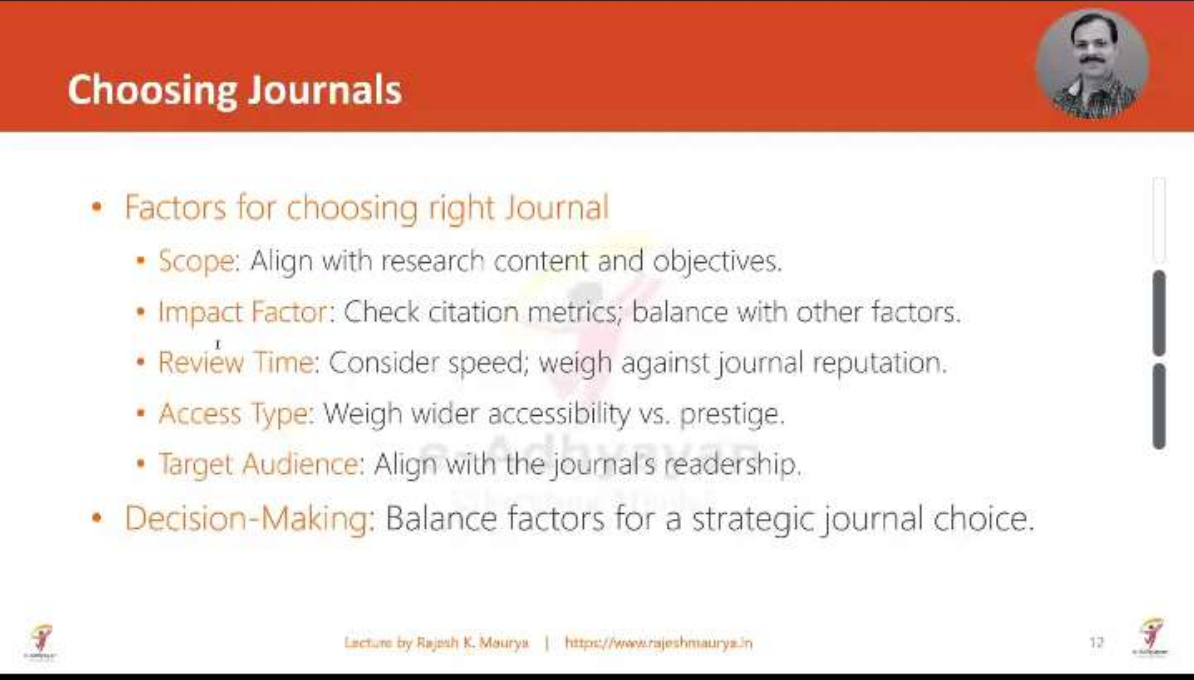 Choosing Journals
• Factors for choosing right Journal
• Scope: Align with research content and objectives.
• Impact Factor: Check citation metrics; balance with other factors.
• Review Time: Consider speed; weigh against journal reputation.
• Access Type: Weigh wider accessibility vs. prestige.
• Target Audience: Align with the journal's readership.
e-Adhyayan
• Decision-Making: Balance factors for a strategic journal choice.
Lecture by Rajesh K. Maurya | https://www.rajeshmaurya.in
12